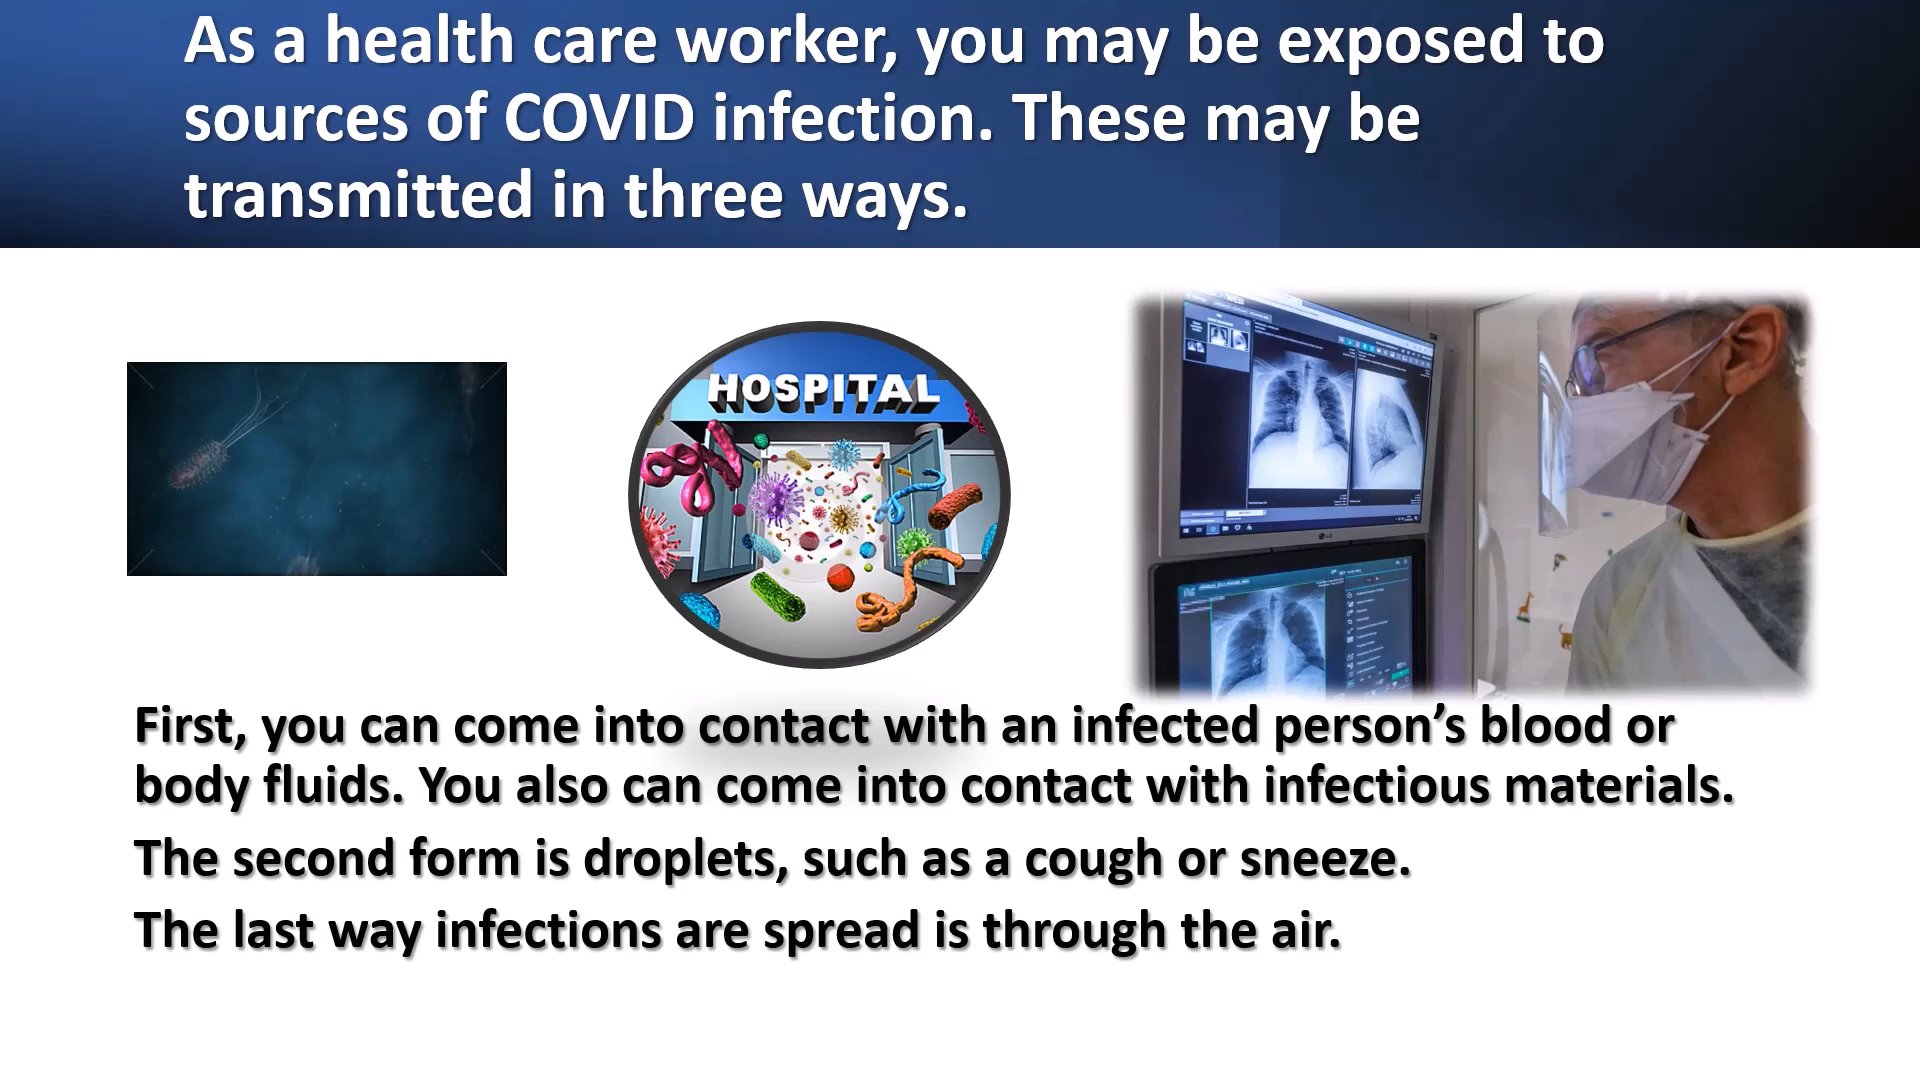 As a health care worker, you may be exposed to
sources of COVID infection. These may be
transmitted in three ways.
HOSPITAL
First, you can come into contact with an infected person’s blood or
body fluids. You also can come into contact with infectious materials.
The second form is droplets, such as a cough or sneeze.
The last way infections are spread is through the air.